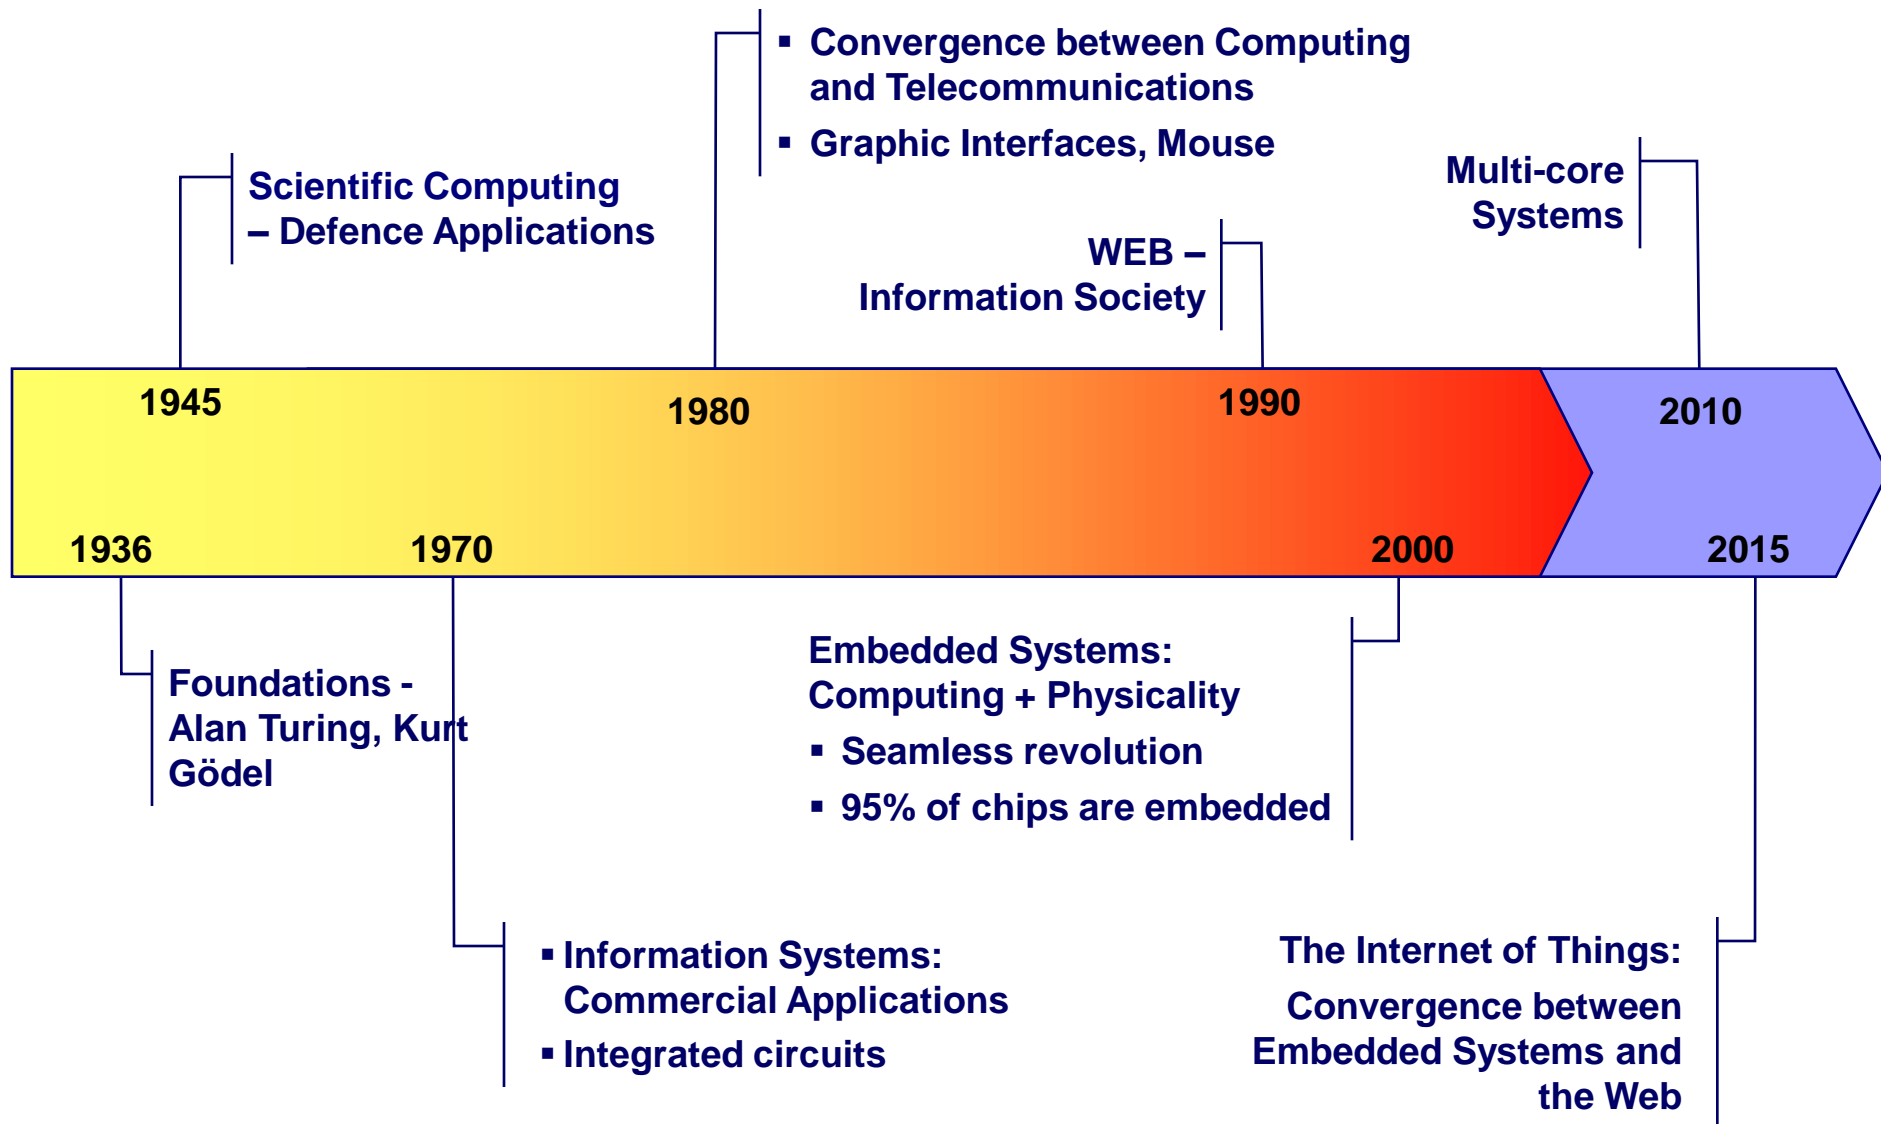 ▪ Convergence between Computing
and Telecommunications
▪ Graphic Interfaces, Mouse
Scientific Computing
– Defence Applications
Multi-core
Systems
WEB –
Information Society
1945
1980
1990
2010
1936
1970
2000
2015
Foundations -
Alan Turing, Kurt
Gödel
Embedded Systems:
Computing + Physicality
▪ Seamless revolution
▪ 95% of chips are embedded
▪ Information Systems:
Commercial Applications
▪ Integrated circuits
The Internet of Things:
Convergence between
Embedded Systems and
the Web